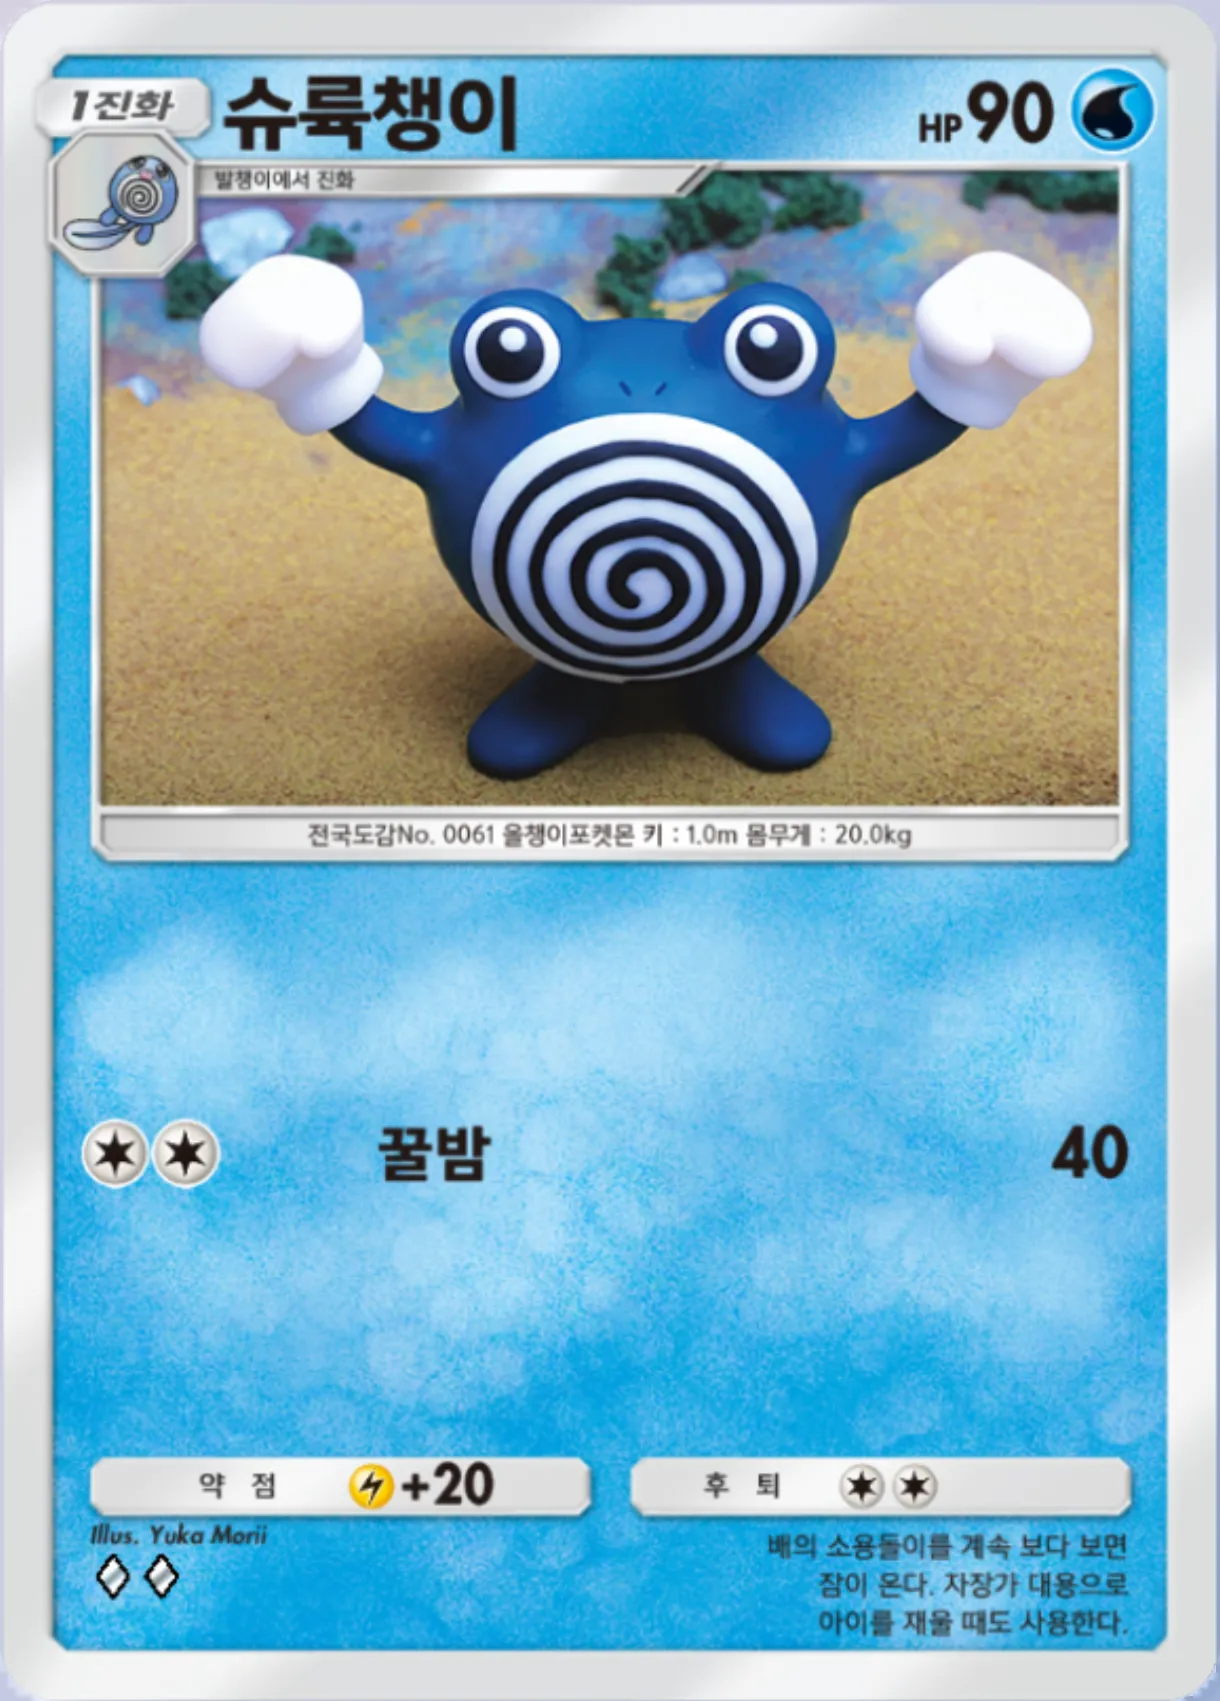 1진화
슈륙챙이
HP 90
발챙이에서 진화
전국도감No. 0061 올챙이포켓몬 키 : 1.0m 몸무게 : 20.0kg
꿀밤 40
약 점 +20
후 퇴
Illus. Yuka Morii
배의 소용돌이를 계속 보다 보면
잠이 온다. 자장가 대용으로
아이를 재울 때도 사용한다.